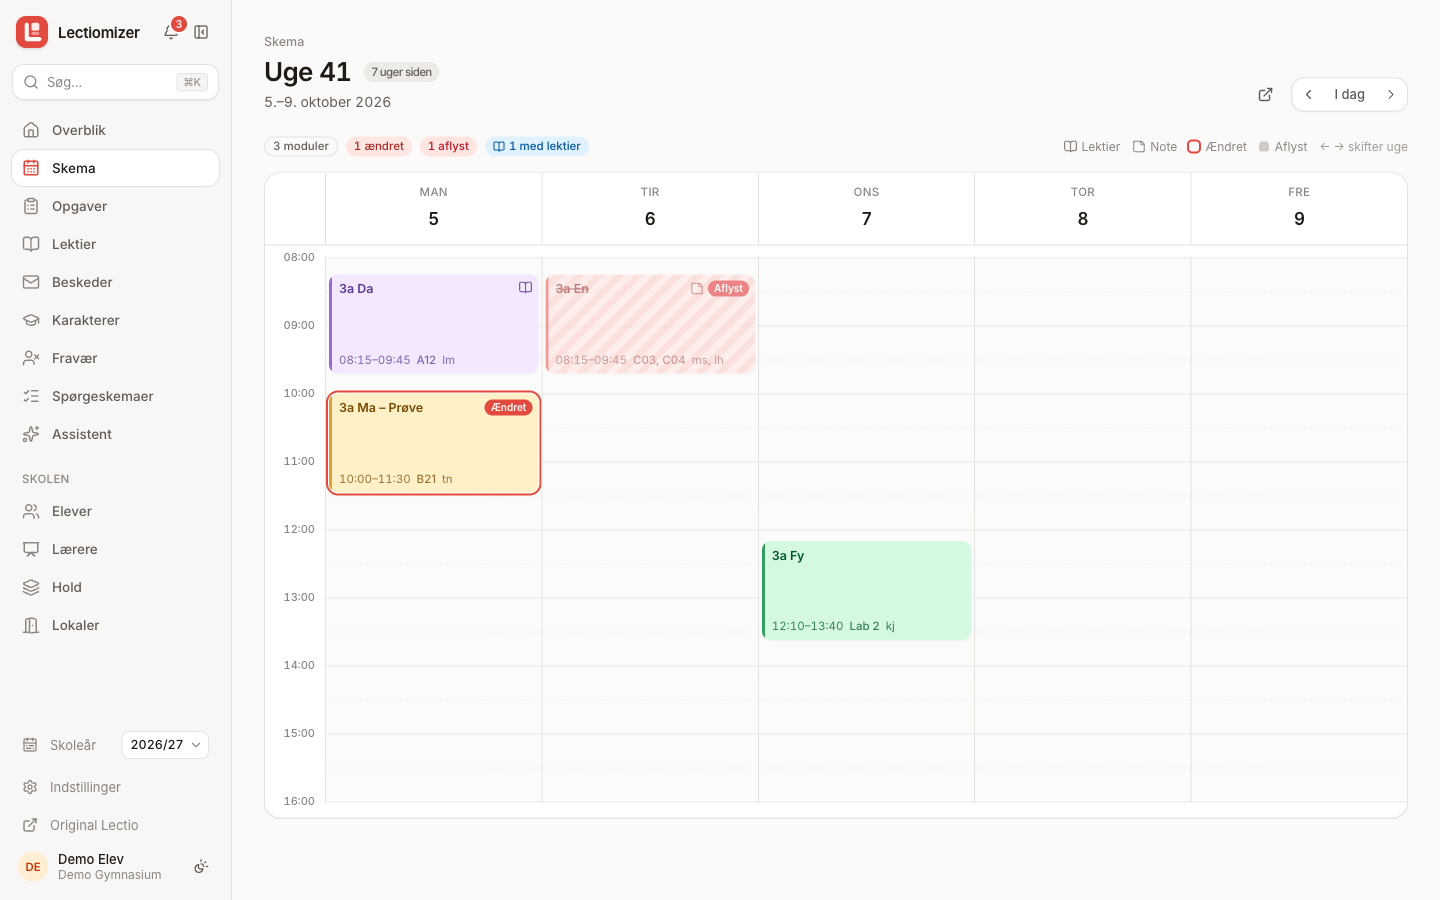 Lectiomizer
3
Søg...
⌘K
Overblik
Skema
Opgaver
Lektier
Beskeder
Karakterer
Fravær
Spørgeskemaer
Assistent
SKOLEN
Elever
Lærere
Hold
Lokaler
Skoleår
2026/27
Indstillinger
Original Lectio
DE
Demo Elev
Demo Gymnasium
Skema
Uge 41
7 uger siden
5.–9. oktober 2026
I dag
3 moduler
1 ændret
1 aflyst
1 med lektier
Lektier
Note
Ændret
Aflyst
← → skifter uge
MAN
5
TIR
6
ONS
7
TOR
8
FRE
9
08:00
09:00
10:00
11:00
12:00
13:00
14:00
15:00
16:00
3a Da
08:15–09:45 A12 lm
3a En
Aflyst
08:15–09:45 C03, C04 ms, lh
3a Ma – Prøve
Ændret
10:00–11:30 B21 tn
3a Fy
12:10–13:40 Lab 2 kj